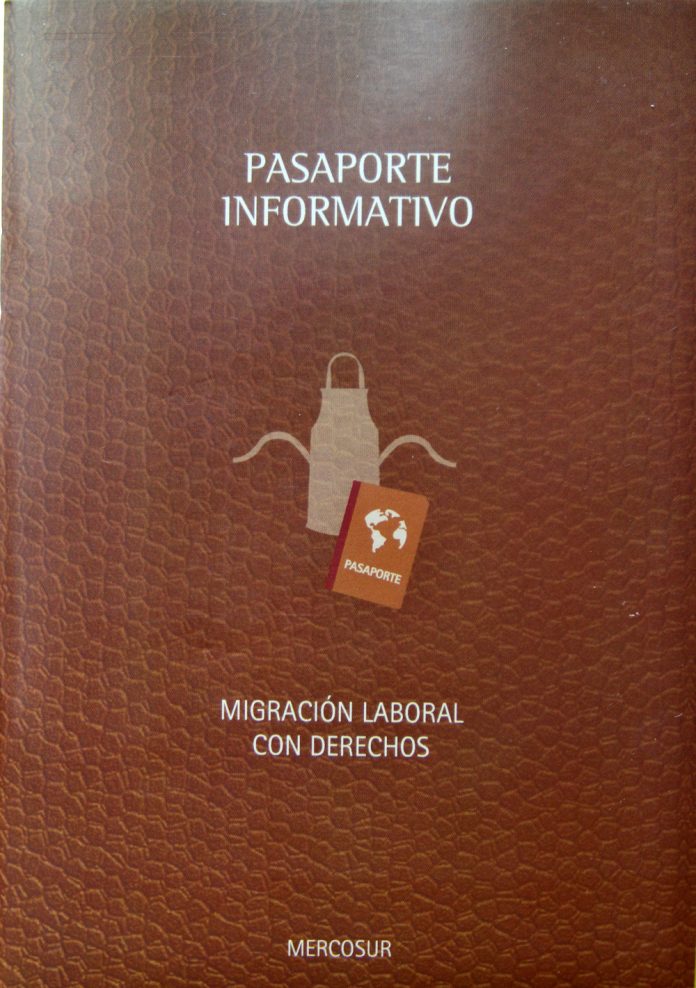 PASAPORTE
INFORMATIVO
PASAPORTE
MIGRACIÓN LABORAL
CON DERECHOS
MERCOSUR